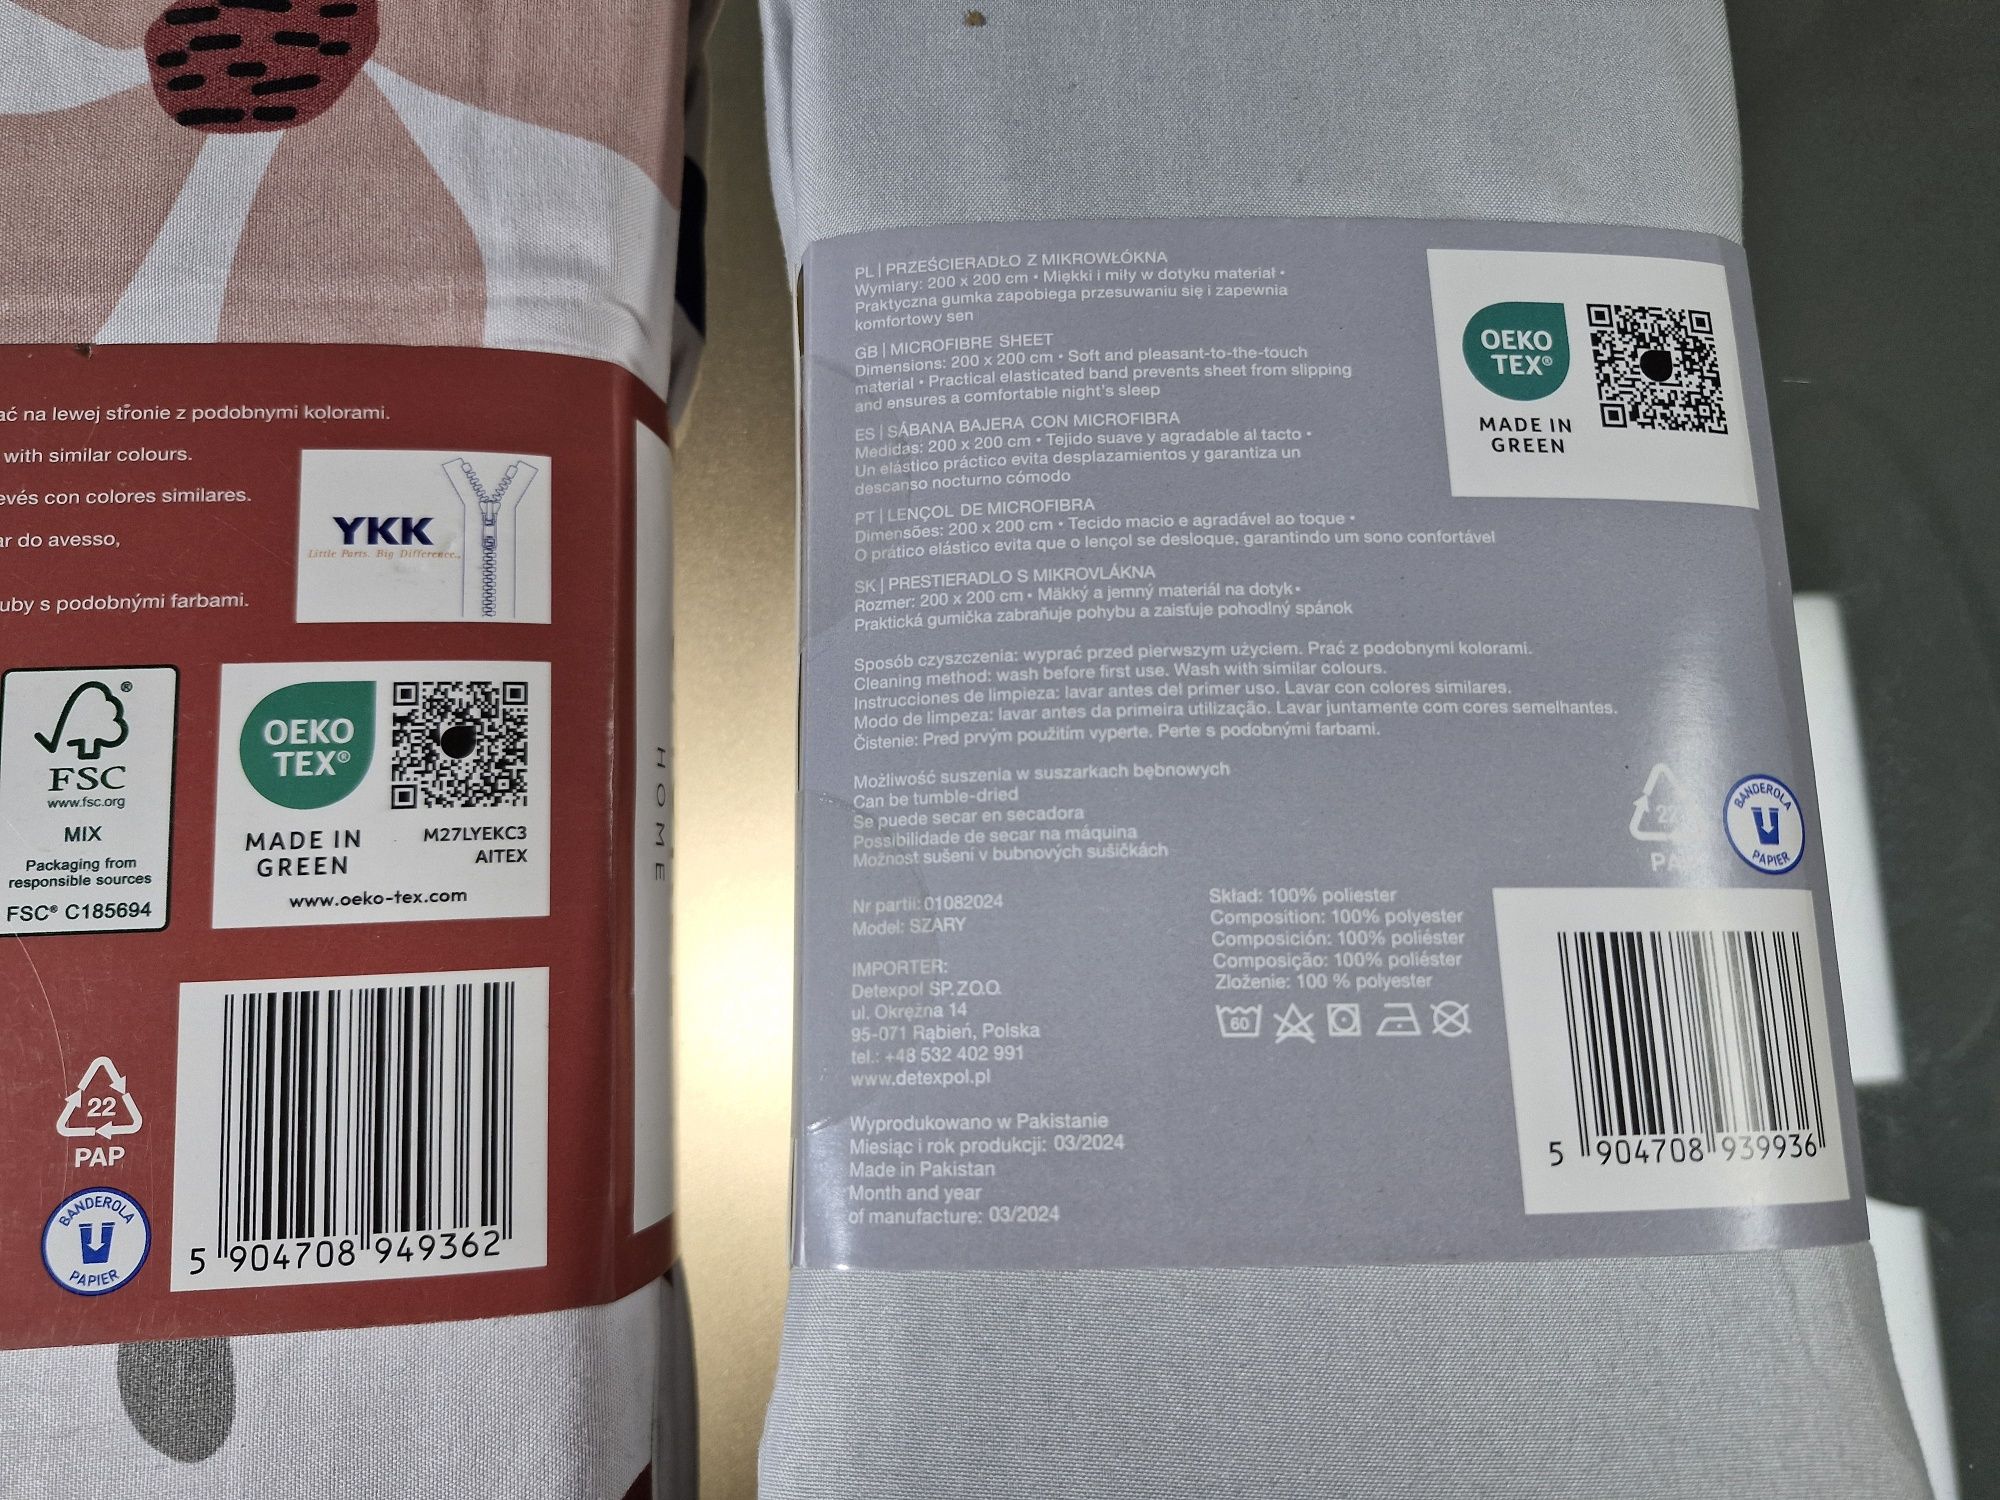 ać na lewej stronie z podobnymi kolorami.
with similar colours.
evés con colores similares.
ar do avesso,
uby s podobnými farbami.
YKK
Little Parts. Big Difference.
FSC
www.fsc.org
MIX
Packaging from
responsible sources
FSC® C185694
OEKO
TEX®
MADE IN
GREEN
M27LYEKC3
AITEX
www.oeko-tex.com
22
PAP
BANDEROLA
PAPIER
5 904708 949362
HOME
PL | PRZEŚCIERADŁO Z MIKROWŁÓKNA
Wymiary: 200 x 200 cm • Miękki i miły w dotyku materiał •
Praktyczna gumka zapobiega przesuwaniu się i zapewnia
komfortowy sen
GB | MICROFIBRE SHEET
Dimensions: 200 x 200 cm • Soft and pleasant-to-the-touch
material • Practical elasticated band prevents sheet from slipping
and ensures a comfortable night's sleep
ES | SÁBANA BAJERA CON MICROFIBRA
Medidas: 200 x 200 cm • Tejido suave y agradable al tacto •
Un elástico práctico evita desplazamientos y garantiza un
descanso nocturno cómodo
PT | LENÇOL DE MICROFIBRA
Dimensões: 200 x 200 cm • Tecido macio e agradável ao toque •
O prático elástico evita que o lençol se desloque, garantindo um sono confortável
SK | PRESTIERADLO S MIKROVLÁKNA
Rozmer: 200 x 200 cm • Mäkký a jemný materiál na dotyk •
Praktická gumička zabraňuje pohybu a zaisťuje pohodlný spánok
Sposób czyszczenia: wyprać przed pierwszym użyciem. Prać z podobnymi kolorami.
Cleaning method: wash before first use. Wash with similar colours.
Instrucciones de limpieza: lavar antes del primer uso. Lavar con colores similares.
Modo de limpeza: lavar antes da primeira utilização. Lavar juntamente com cores semelhantes.
Čistenie: Pred prvým použitím vyperte. Perte s podobnými farbami.
Możliwość suszenia w suszarkach bębnowych
Can be tumble-dried
Se puede secar en secadora
Possibilidade de secar na máquina
Možnost sušení v bubnových sušičkách
Nr partii: 01082024
Model: SZARY
IMPORTER:
Detexpol SP.ZO.O.
ul. Okrężna 14
95-071 Rąbień, Polska
tel.: +48 532 402 991
www.detexpol.pl
Wyprodukowano w Pakistanie
Miesiąc i rok produkcji: 03/2024
Made in Pakistan
Month and year
of manufacture: 03/2024
Skład: 100% poliester
Composition: 100% polyester
Composición: 100% poliéster
Composição: 100% poliéster
Zloženie: 100 % polyester
60
OEKO
TEX®
MADE IN
GREEN
22
BANDEROLA
PAPIER
5 904708 939936